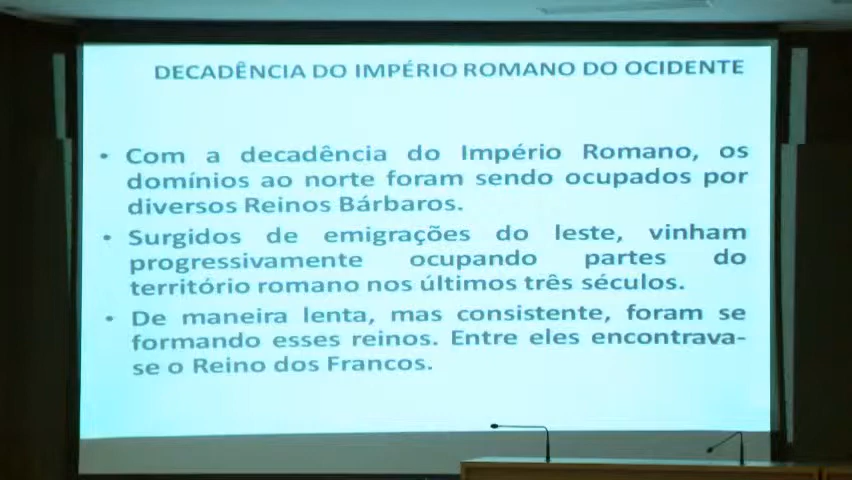 DECADÊNCIA DO IMPÉRIO ROMANO DO OCIDENTE
• Com a decadência do Império Romano, os
domínios ao norte foram sendo ocupados por
diversos Reinos Bárbaros.
• Surgidos de emigrações do leste, vinham
progressivamente ocupando partes do
território romano nos últimos três séculos.
• De maneira lenta, mas consistente, foram se
formando esses reinos. Entre eles encontrava-
se o Reino dos Francos.